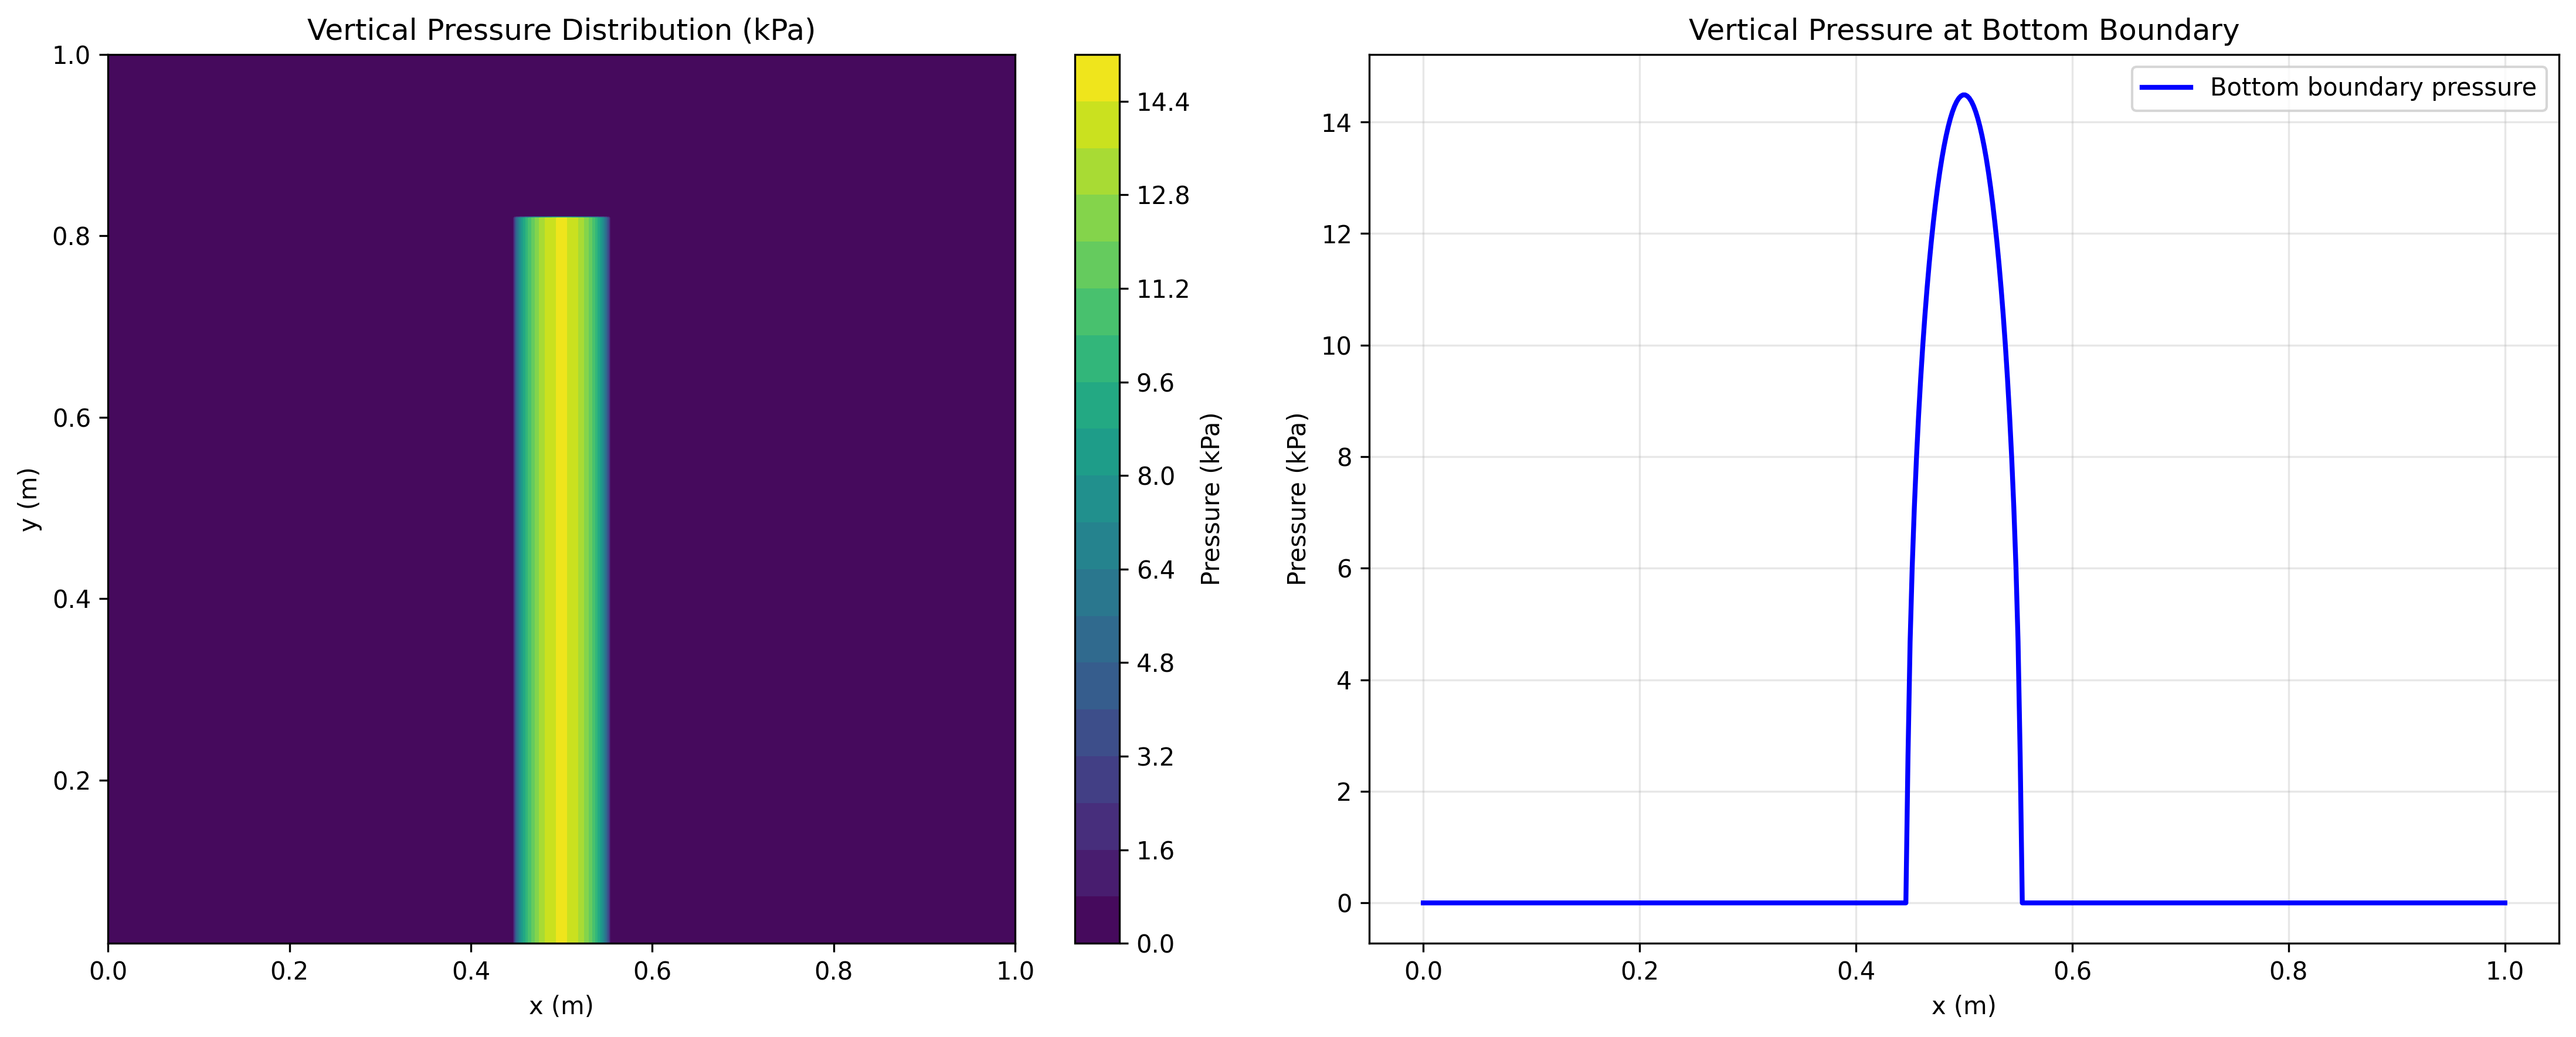 Vertical Pressure Distribution (kPa)
1.0
0.8
0.6
0.4
0.2
y (m)
0.0 0.2 0.4 0.6 0.8 1.0
x (m)
14.4
12.8
11.2
9.6
8.0
6.4
4.8
3.2
1.6
0.0
Pressure (kPa)
Vertical Pressure at Bottom Boundary
Bottom boundary pressure
14
12
10
8
6
4
2
0
Pressure (kPa)
0.0 0.2 0.4 0.6 0.8 1.0
x (m)